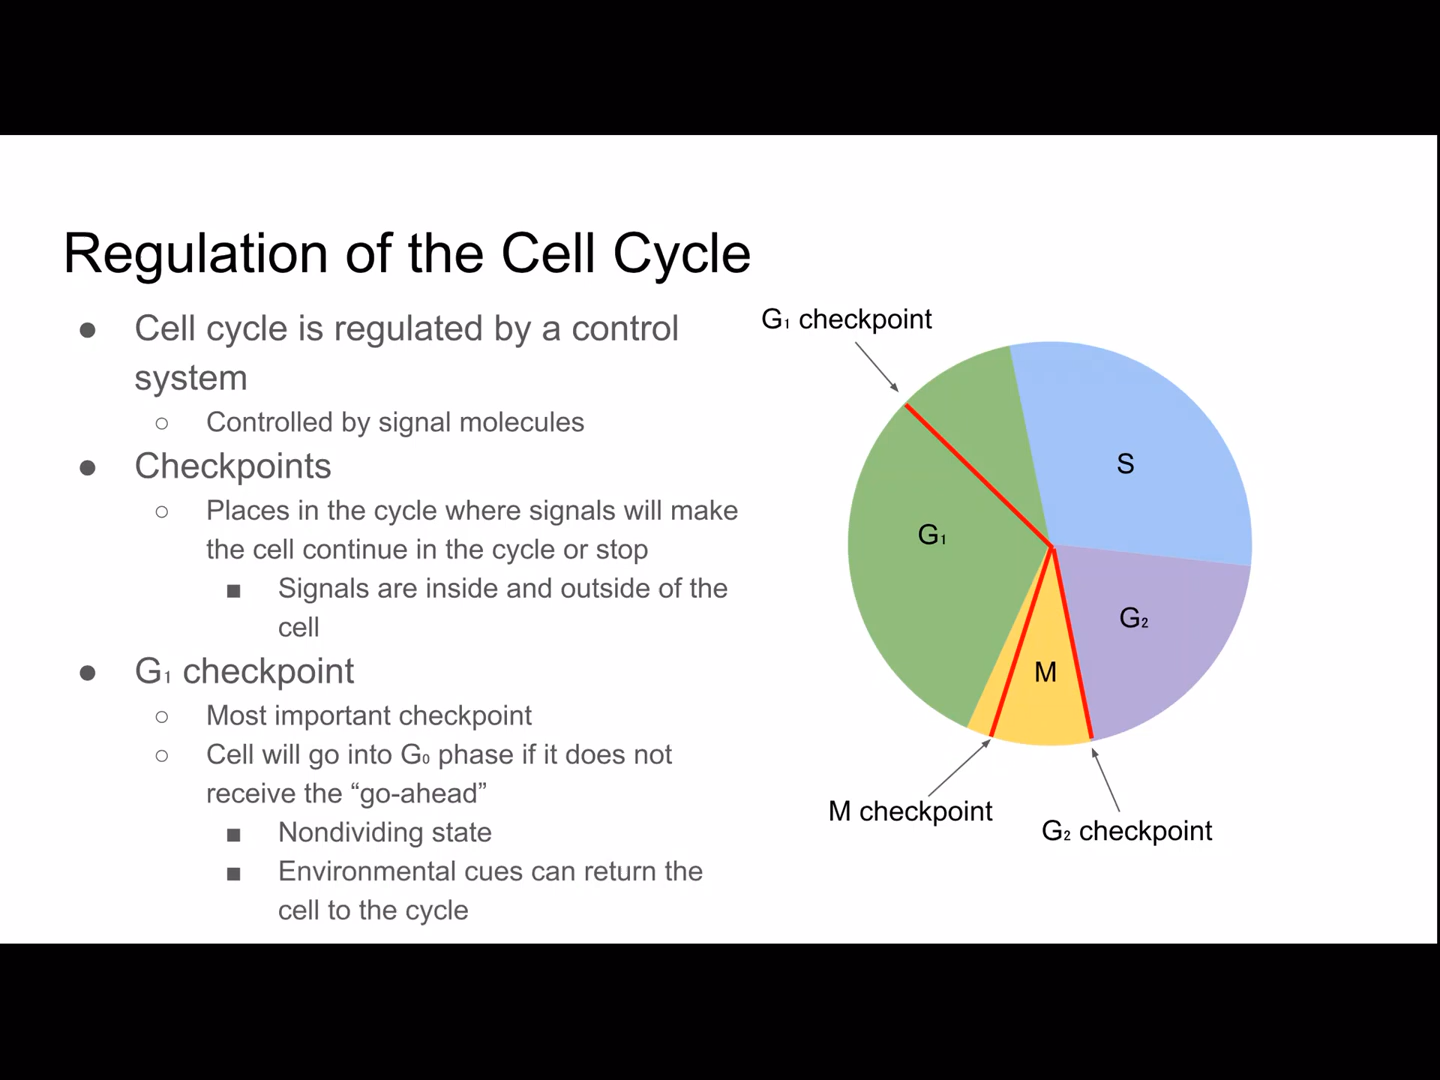 Regulation of the Cell Cycle
● Cell cycle is regulated by a control
system
○ Controlled by signal molecules
● Checkpoints
○ Places in the cycle where signals will make
the cell continue in the cycle or stop
■ Signals are inside and outside of the
cell
● G₁ checkpoint
○ Most important checkpoint
○ Cell will go into G₀ phase if it does not
receive the “go-ahead”
■ Nondividing state
■ Environmental cues can return the
cell to the cycle
G₁ checkpoint
S
G₁
G₂
M
M checkpoint
G₂ checkpoint